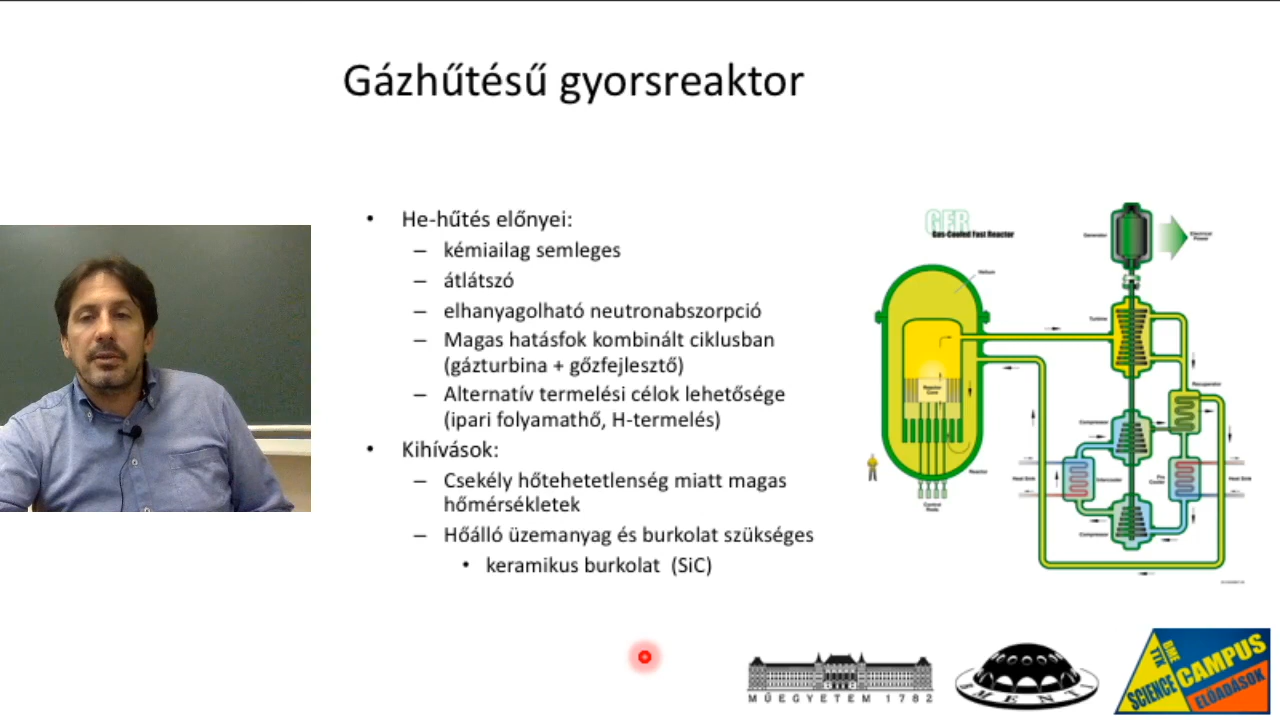 Gázhűtésű gyorsreaktor
• He-hűtés előnyei:
– kémiailag semleges
– átlátszó
– elhanyagolható neutronabszorpció
– Magas hatásfok kombinált ciklusban
(gázturbina + gőzfejlesztő)
– Alternatív termelési célok lehetősége
(ipari folyamathő, H-termelés)
• Kihívások:
– Csekély hőtehetetlenség miatt magas
hőmérsékletek
– Hőálló üzemanyag és burkolat szükséges
• keramikus burkolat (SiC)
GFR
Gas-Cooled Fast Reactor
Helium
Generator
Electrical
Power
Turbine
Recuperator
Reactor
Core
Compressor
Heat Sink
Intercooler
Pre
Cooler
Heat Sink
Reactor
Control
Rods
Compressor
MŰEGYETEM 1782
SMENTI
BME
TTK
SCIENCE
CAMPUS
ELŐADÁSOK